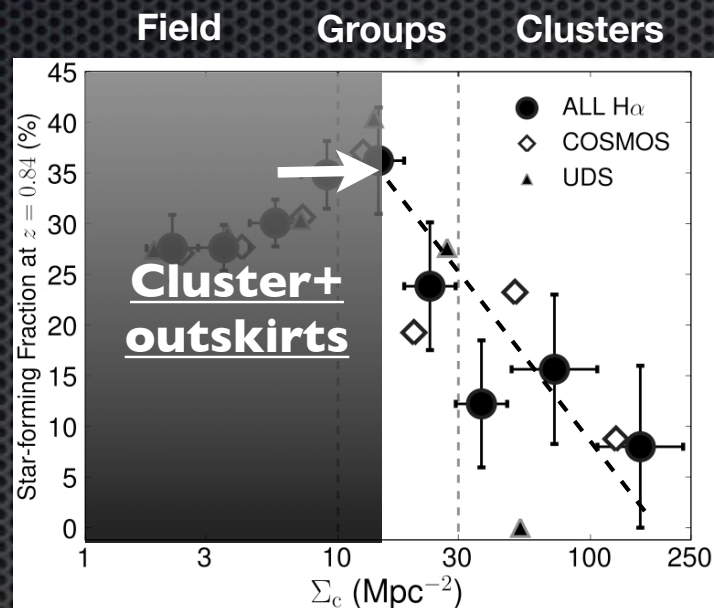 Field Groups Clusters
45
40
35
30
25
20
15
10
5
0
Star-forming Fraction at z = 0.84 (%)
ALL Hα
COSMOS
UDS
Cluster+
outskirts
1 3 10 30 100 250
Σc (Mpc⁻²)